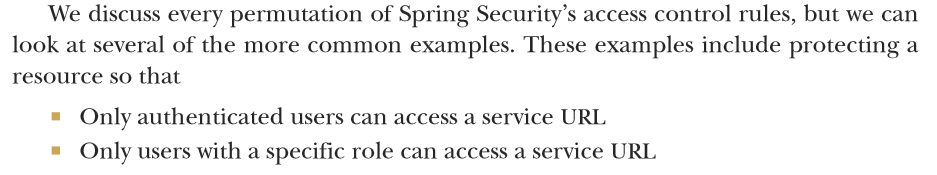 We discuss every permutation of Spring Security’s access control rules, but we can
look at several of the more common examples. These examples include protecting a
resource so that
■ Only authenticated users can access a service URL
■ Only users with a specific role can access a service URL